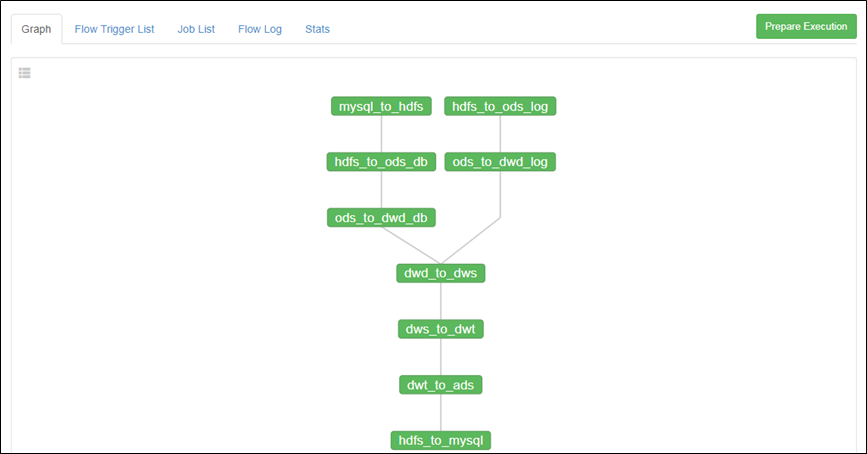 Graph Flow Trigger List Job List Flow Log Stats Prepare Execution
mysql_to_hdfs hdfs_to_ods_log
hdfs_to_ods_db ods_to_dwd_log
ods_to_dwd_db
dwd_to_dws
dws_to_dwt
dwt_to_ads
hdfs_to_mysql